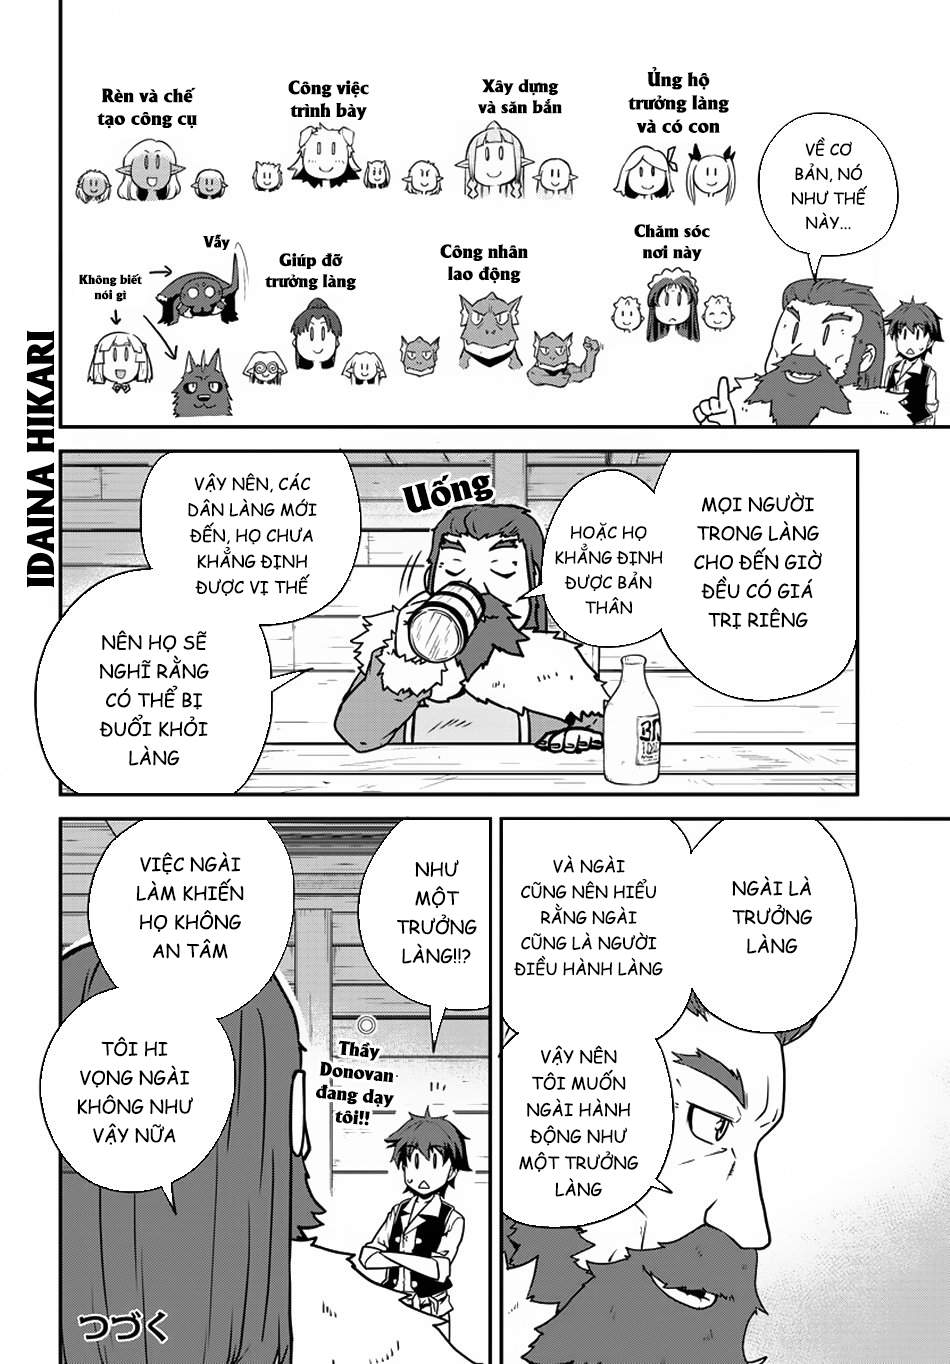 VỀ CƠ
BẢN, NÓ
NHƯ THẾ
NÀY...
Ủng hộ
trưởng làng
và có con
Xây dựng
và săn bắn
Công việc
trình bày
Rèn và chế
tạo công cụ
Chăm sóc
nơi này
Công nhân
lao động
Giúp đỡ
trưởng làng
Vẫy
Không biết
nói gì
IDAINA HIKARI
MỌI NGƯỜI
TRONG LÀNG
CHO ĐẾN GIỜ
ĐỀU CÓ GIÁ
TRỊ RIÊNG
HOẶC HỌ
KHẲNG ĐỊNH
ĐƯỢC BẢN
THÂN
Uống
VẬY NÊN, CÁC
DÂN LÀNG MỚI
ĐẾN, HỌ CHƯA
KHẲNG ĐỊNH
ĐƯỢC VỊ THẾ
NÊN HỌ SẼ
NGHĨ RẰNG
CÓ THỂ BỊ
ĐUỔI KHỎI
LÀNG
NGÀI LÀ
TRƯỞNG
LÀNG
VÀ NGÀI
CŨNG NÊN HIỂU
RẰNG NGÀI
CŨNG LÀ NGƯỜI
ĐIỀU HÀNH LÀNG
VẬY NÊN
TÔI MUỐN
NGÀI HÀNH
ĐỘNG NHƯ
MỘT TRƯỞNG
LÀNG
NHƯ
MỘT
TRƯỞNG
LÀNG!!?
Thầy
Donovan
đang dạy
tôi!!
VIỆC NGÀI
LÀM KHIẾN
HỌ KHÔNG
AN TÂM
TÔI HI
VỌNG NGÀI
KHÔNG NHƯ
VẬY NỮA
つづく